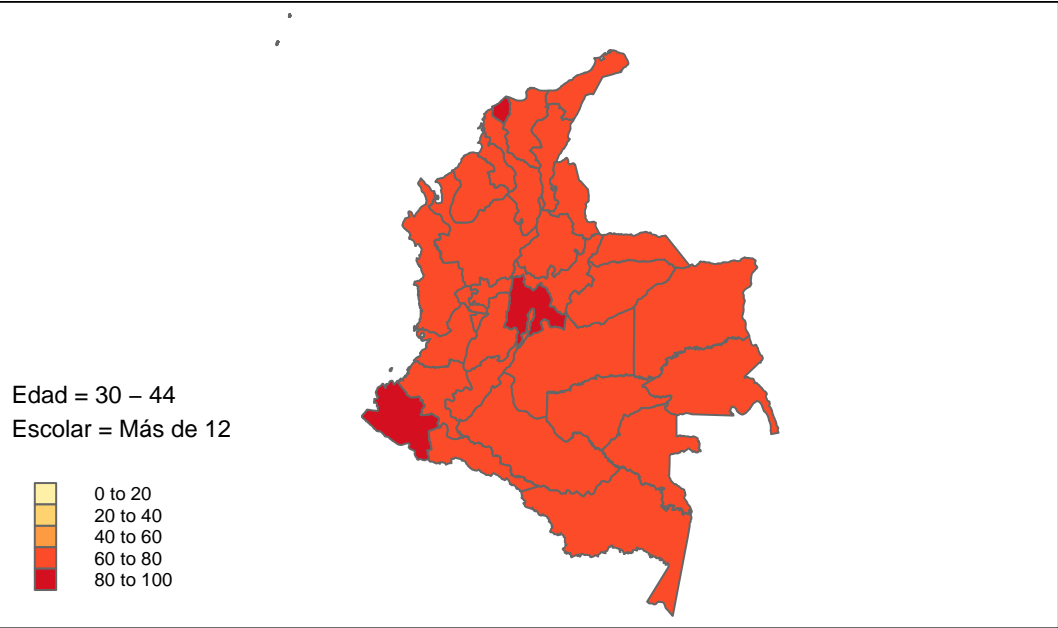 Edad = 30 – 44
Escolar = Más de 12
0 to 20
20 to 40
40 to 60
60 to 80
80 to 100